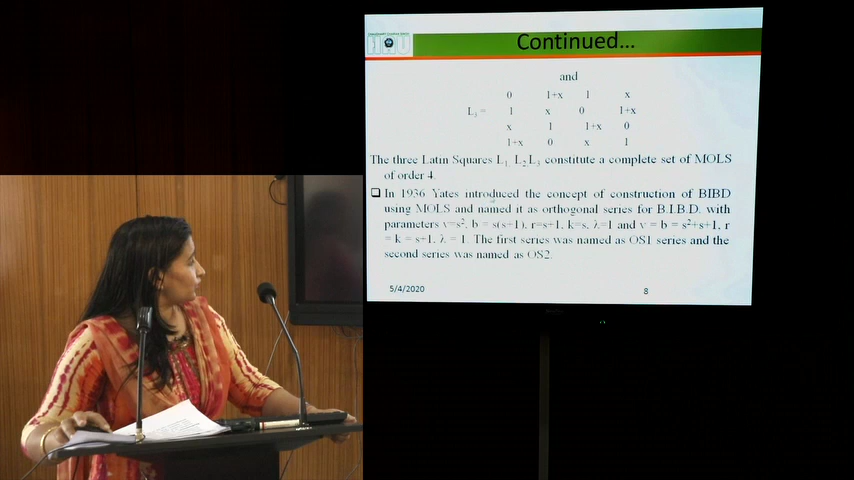 Continued...
and
0 1+x 1 x
L3 = 1 x 0 1+x
x 1 1+x 0
1+x 0 x 1
The three Latin Squares L1, L2, L3 constitute a complete set of MOLS
of order 4.
❑ In 1936 Yates introduced the concept of construction of BIBD
using MOLS and named it as orthogonal series for B.I.B.D. with
parameters v=s², b = s(s+1), r=s+1, k=s, λ=1 and v = b = s²+s+1, r
= k = s+1, λ = 1. The first series was named as OS1 series and the
second series was named as OS2.
5/4/2020 8